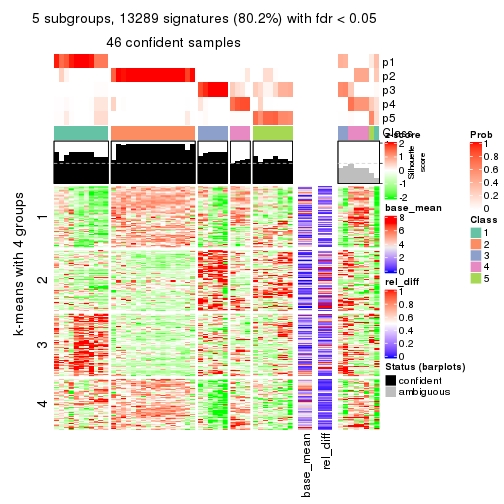 5 subgroups, 13289 signatures (80.2%) with fdr < 0.05
46 confident samples
p1
p2
p3
p4
p5
Class
z-score
2
1
0
-1
-2
Silhouette
score
1
2
3
4
k-means with 4 groups
base_mean
8
6
4
2
0
rel_diff
1
0.8
0.6
0.4
0.2
0
Status (barplots)
confident
ambiguous
Prob
1
0.8
0.6
0.4
0.2
0
Class
1
2
3
4
5
base_mean
rel_diff